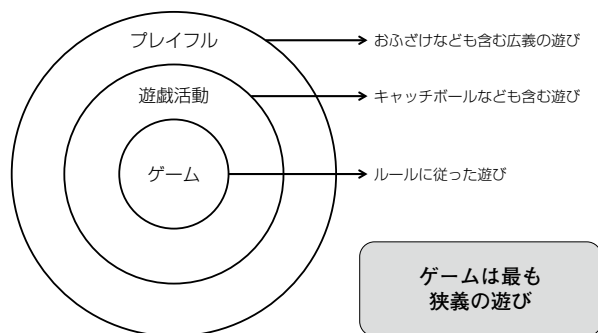 プレイフル
おふざけなども含む広義の遊び
遊戯活動
キャッチボールなども含む遊び
ゲーム
ルールに従った遊び
ゲームは最も
狭義の遊び